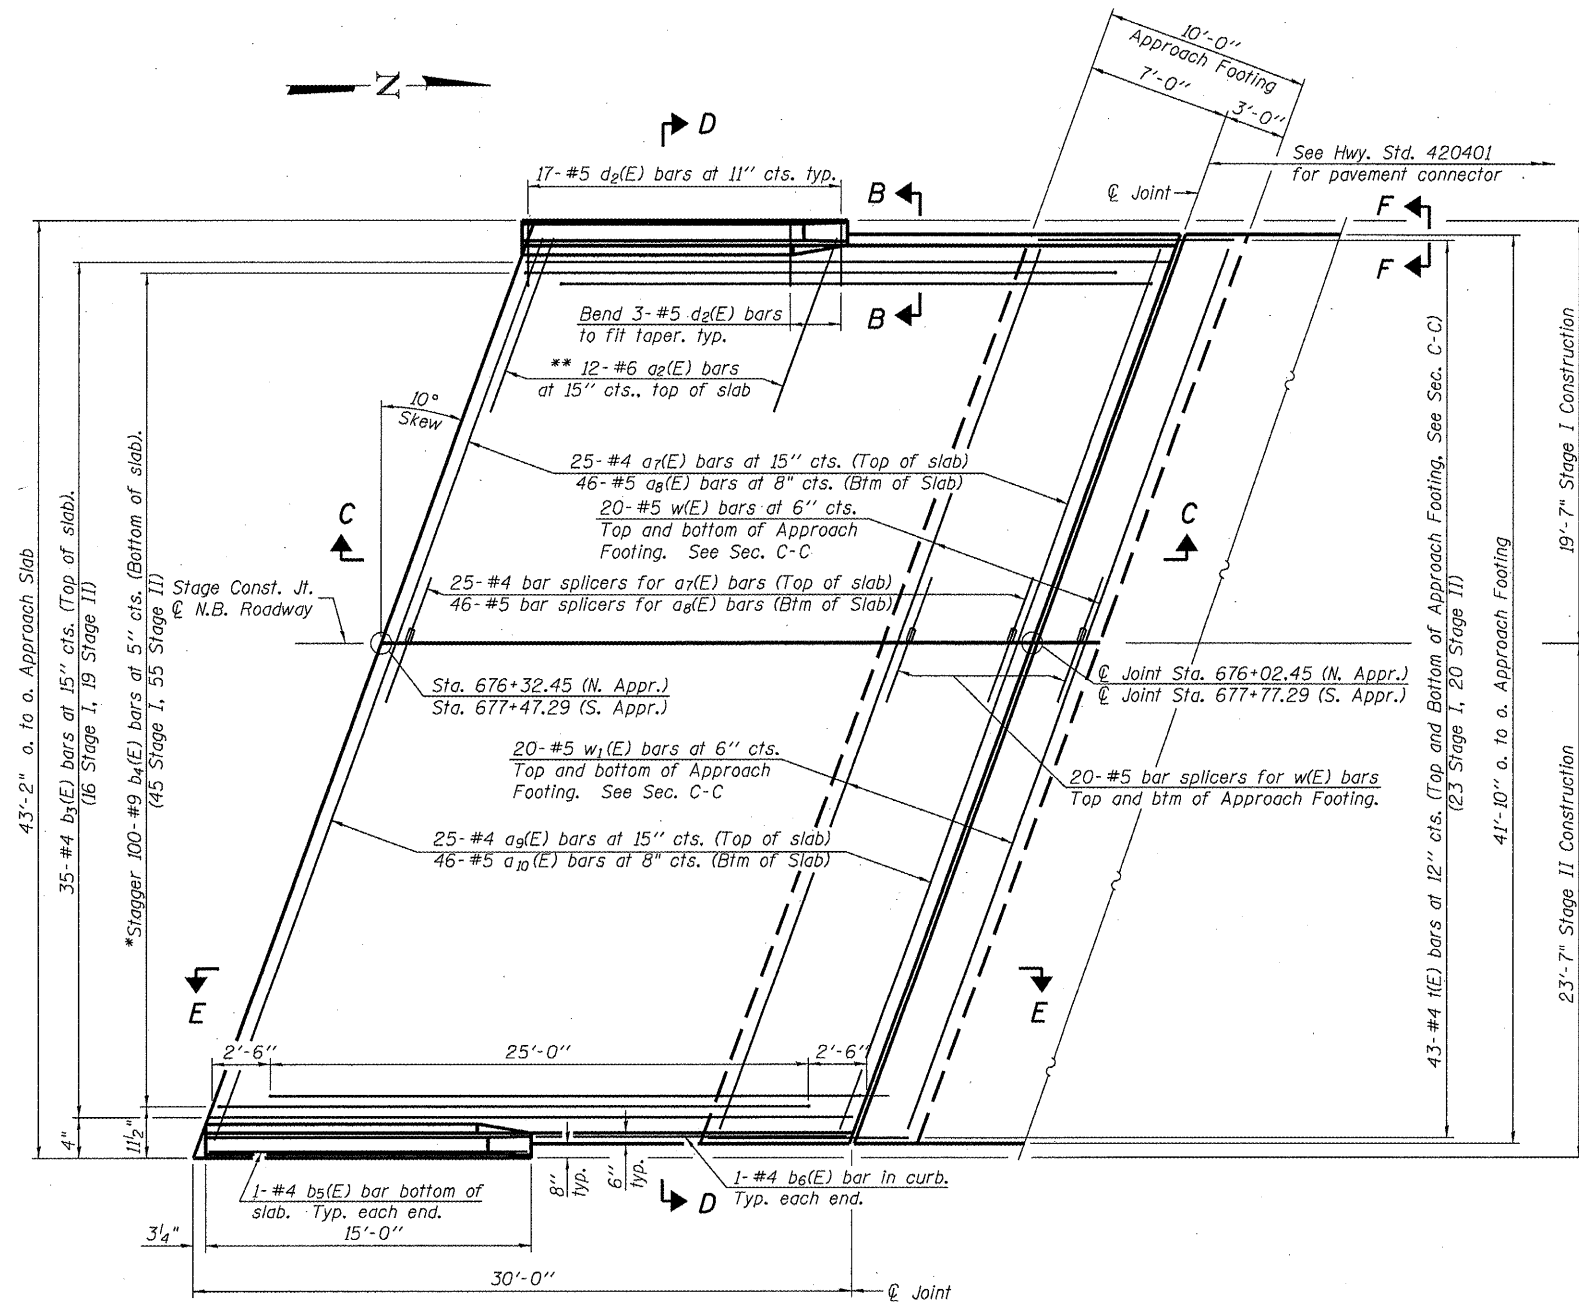 10'-0"
Approach Footing
7'-0"
3'-0"
N
D
17-#5 d2(E) bars at 11" cts. typ.
B
See Hwy. Std. 420401
for pavement connector
℄ Joint
F
F
Bend 3-#5 d2(E) bars
to fit taper. typ.
B
** 12-#6 a2(E) bars
at 15" cts., top of slab
10°
Skew
25-#4 a7(E) bars at 15" cts. (Top of slab)
46-#5 a8(E) bars at 8" cts. (Btm of Slab)
20-#5 w(E) bars at 6" cts.
Top and bottom of Approach
Footing. See Sec. C-C
C
C
Stage Const. Jt.
℄ N.B. Roadway
25-#4 bar splicers for a7(E) bars (Top of slab)
46-#5 bar splicers for a8(E) bars (Btm of Slab)
Sta. 676+32.45 (N. Appr.)
Sta. 677+47.29 (S. Appr.)
℄ Joint Sta. 676+02.45 (N. Appr.)
℄ Joint Sta. 677+77.29 (S. Appr.)
20-#5 w1(E) bars at 6" cts.
Top and bottom of Approach
Footing. See Sec. C-C
20-#5 bar splicers for w(E) bars
Top and btm of Approach Footing.
25-#4 a9(E) bars at 15" cts. (Top of slab)
46-#5 a10(E) bars at 8" cts. (Btm of Slab)
E
E
2'-6"
25'-0"
2'-6"
43'-2" o. to o. Approach Slab
35-#4 b3(E) bars at 15" cts. (Top of slab).
(16 Stage I, 19 Stage II)
*Stagger 100-#9 b4(E) bars at 5" cts. (Bottom of slab).
(45 Stage I, 55 Stage II)
43-#4 t(E) bars at 12" cts. (Top and Bottom of Approach Footing, See Sec. C-C)
(23 Stage I, 20 Stage II)
41'-10" o. to o. Approach Footing
19'-7" Stage I Construction
23'-7" Stage II Construction
4"
11½"
8"
typ.
6"
typ.
D
1-#4 b5(E) bar bottom of
slab. Typ. each end.
1-#4 b6(E) bar in curb.
Typ. each end.
3¼"
15'-0"
30'-0"
℄ Joint